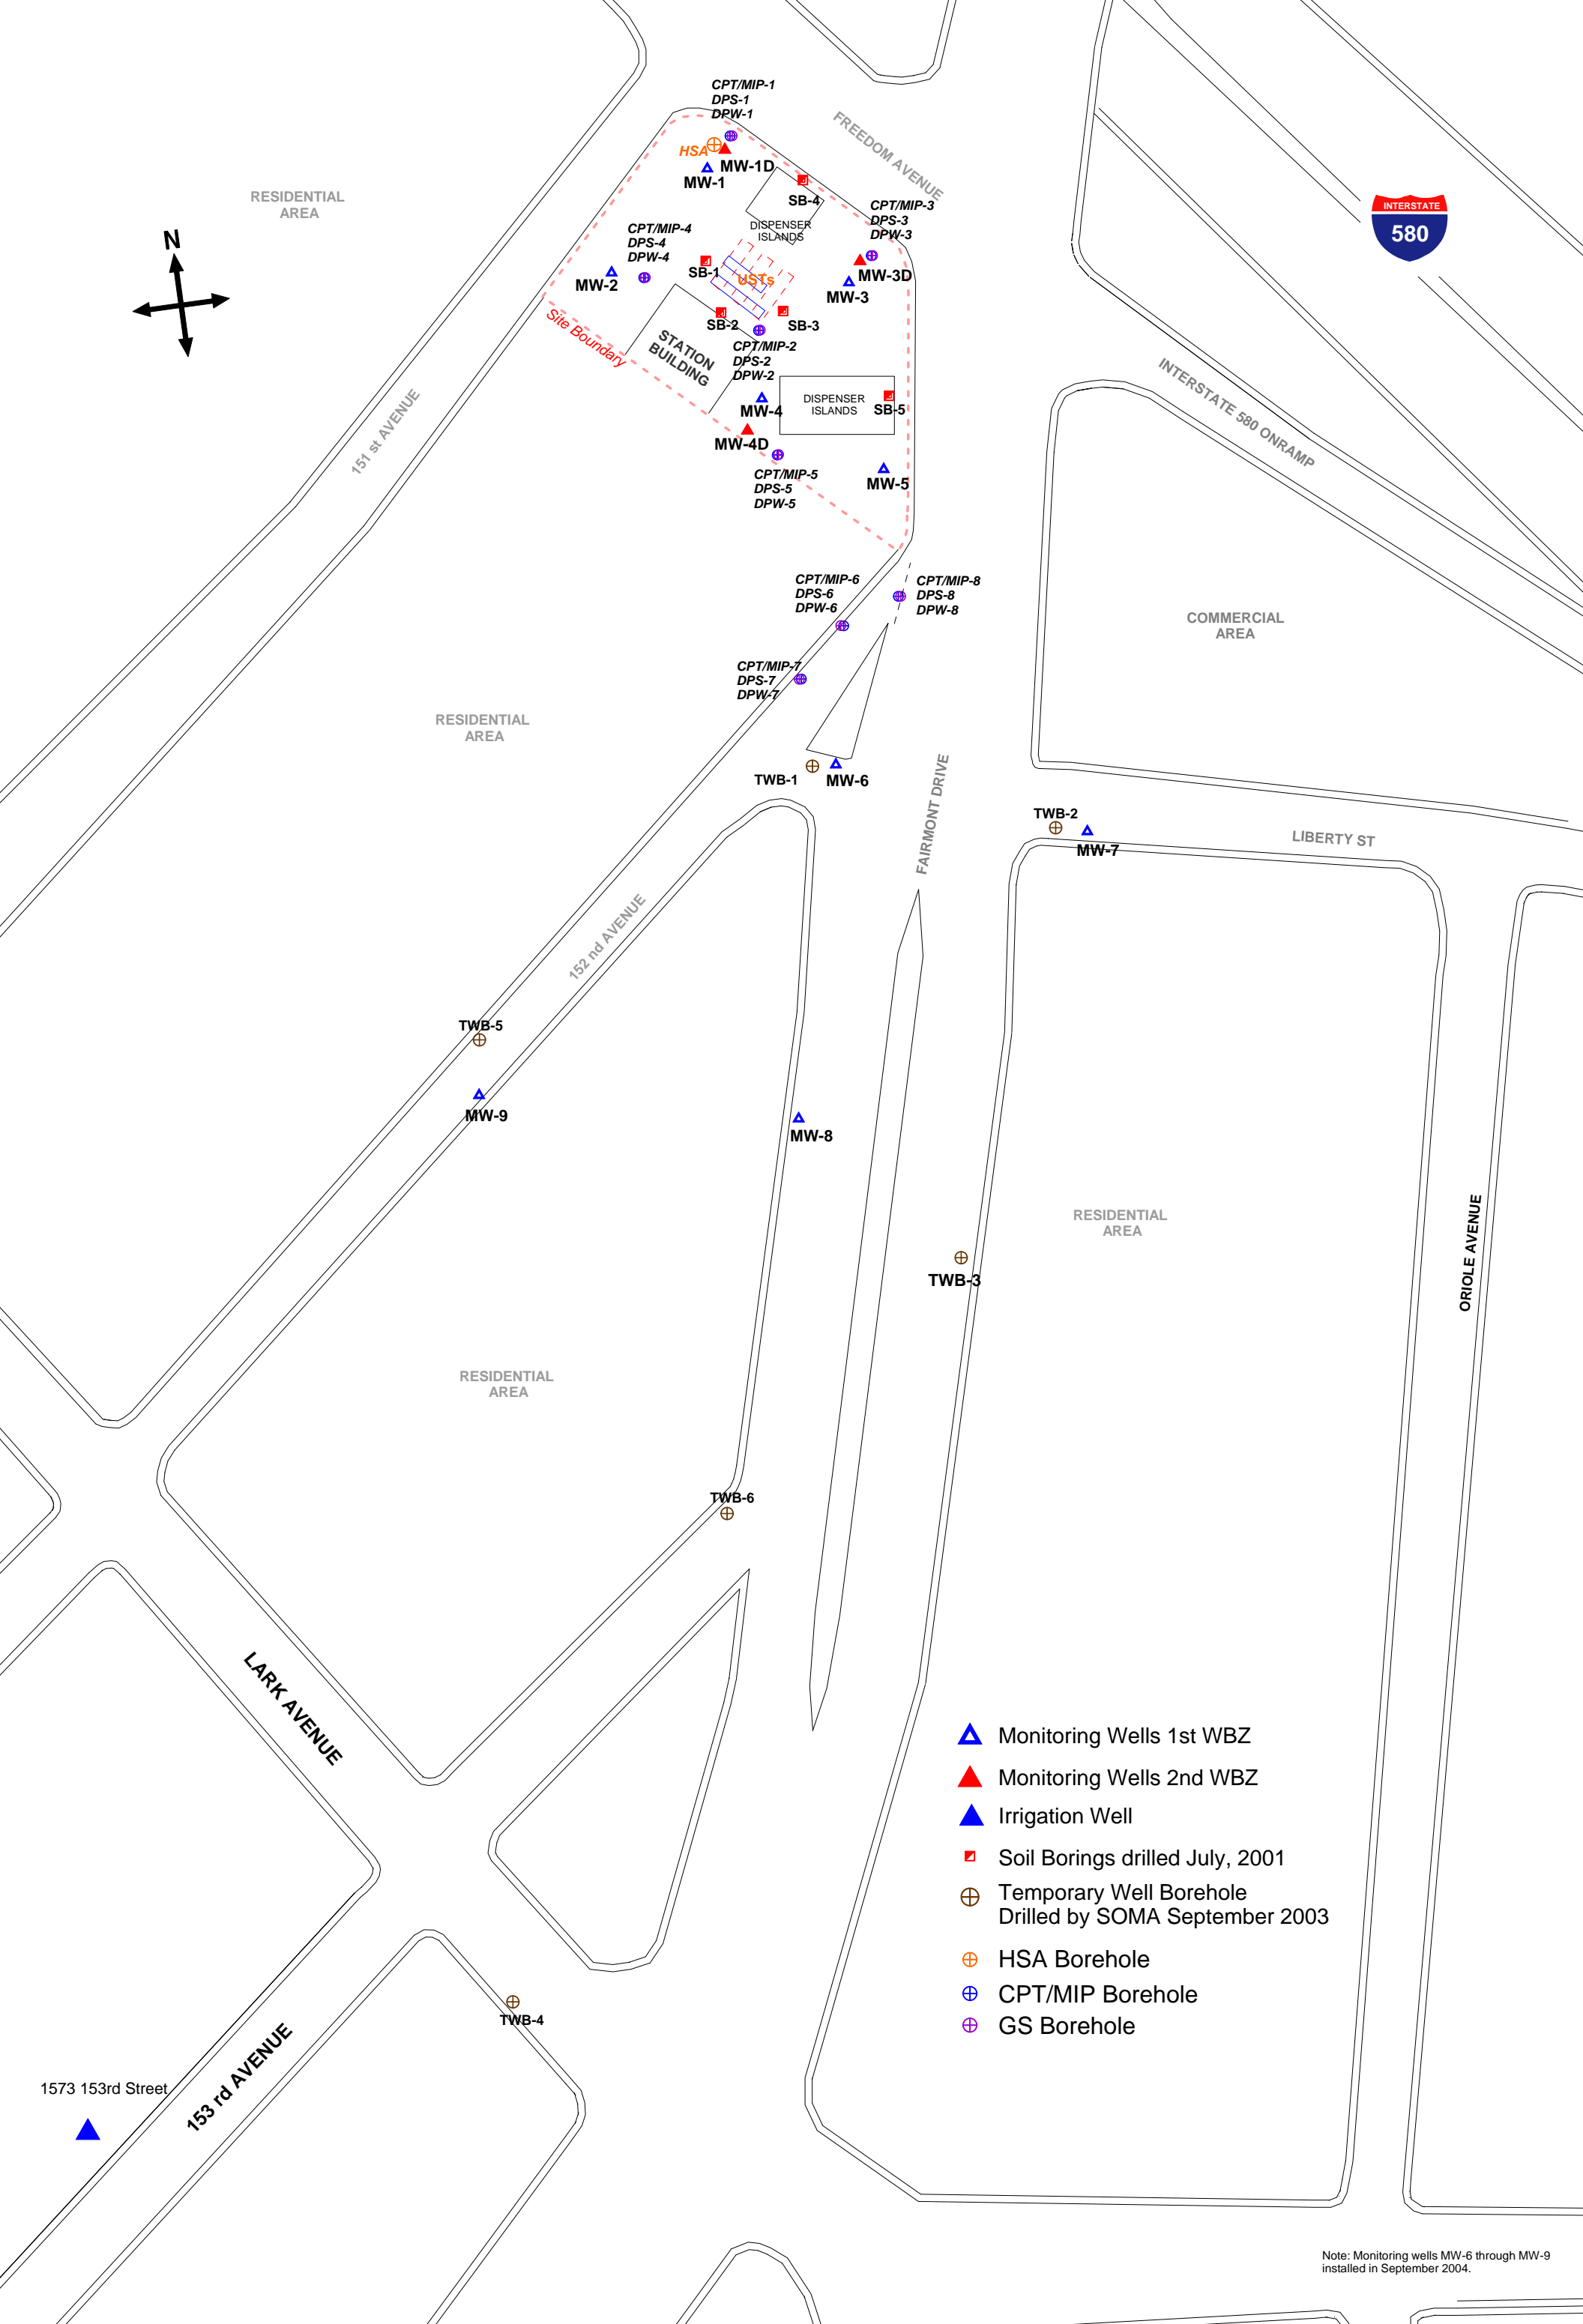 CPT/MIP-1
DPS-1
DPW-1
FREEDOM AVENUE
HSA
MW-1D
MW-1
SB-4
RESIDENTIAL
AREA
INTERSTATE
580
CPT/MIP-3
DPS-3
DPW-3
DISPENSER
ISLANDS
CPT/MIP-4
DPS-4
DPW-4
N
SB-1
USTs
MW-3D
MW-2
MW-3
Site Boundary
SB-2
SB-3
STATION
BUILDING
CPT/MIP-2
DPS-2
DPW-2
151 st AVENUE
INTERSTATE 580 ONRAMP
DISPENSER
ISLANDS
MW-4
SB-5
MW-4D
CPT/MIP-5
DPS-5
DPW-5
MW-5
CPT/MIP-6
DPS-6
DPW-6
CPT/MIP-8
DPS-8
DPW-8
COMMERCIAL
AREA
CPT/MIP-7
DPS-7
DPW-7
RESIDENTIAL
AREA
TWB-1
MW-6
FAIRMONT DRIVE
TWB-2
MW-7
LIBERTY ST
152 nd AVENUE
TWB-5
MW-9
MW-8
RESIDENTIAL
AREA
ORIOLE AVENUE
TWB-3
RESIDENTIAL
AREA
TWB-6
LARK AVENUE
Monitoring Wells 1st WBZ
Monitoring Wells 2nd WBZ
Irrigation Well
Soil Borings drilled July, 2001
Temporary Well Borehole
Drilled by SOMA September 2003
HSA Borehole
CPT/MIP Borehole
GS Borehole
TWB-4
153 rd AVENUE
1573 153rd Street
Note: Monitoring wells MW-6 through MW-9
installed in September 2004.